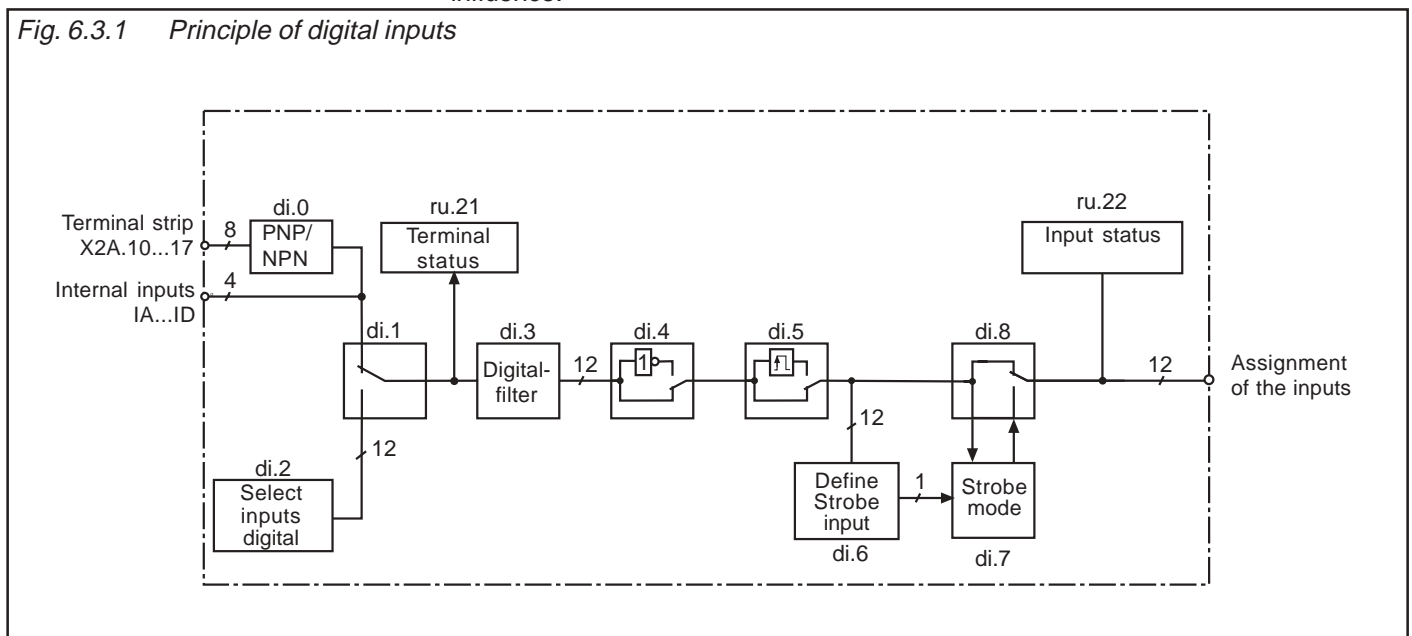 influence.
Fig. 6.3.1 Principle of digital inputs
Terminal strip
X2A.10...17
8
di.0
PNP/
NPN
Internal inputs
IA...ID
4
ru.21
Terminal
status
ru.22
Input status
di.1
di.3
Digital-
filter
12
di.4
1
di.5
di.8
12
Assignment
of the inputs
12
di.2
Select
inputs
digital
12
Define
Strobe
input
di.6
1
Strobe
mode
di.7